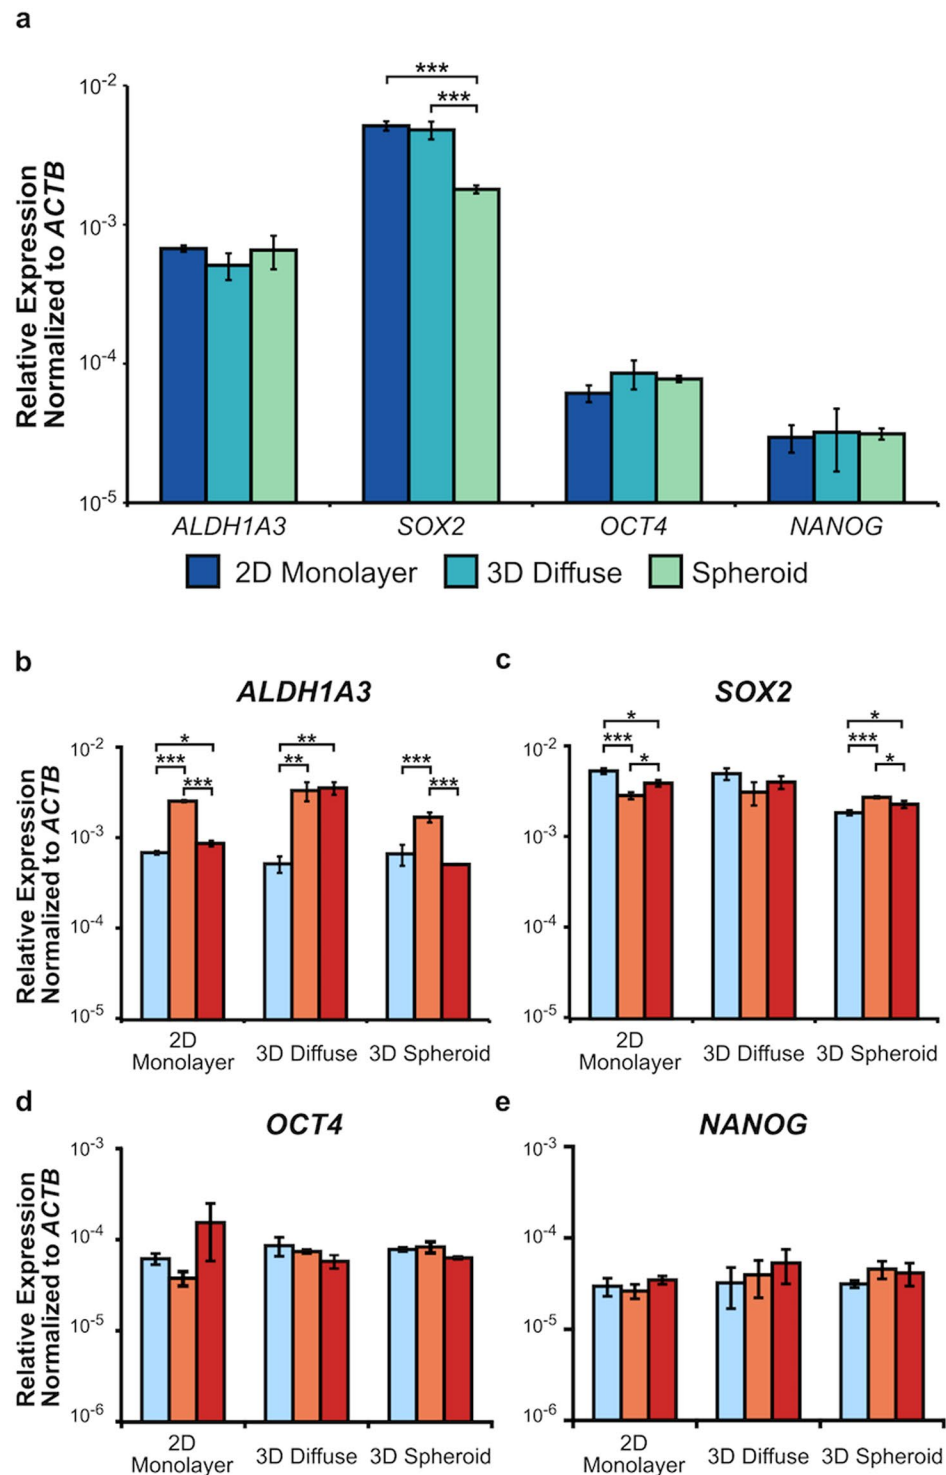 a
***
***
10-2
10-3
10-4
10-5
Relative Expression
Normalized to ACTB
ALDH1A3 SOX2 OCT4 NANOG
2D Monolayer 3D Diffuse Spheroid
b
ALDH1A3
10-2
10-3
10-4
10-5
Relative Expression
Normalized to ACTB
*
***
***
**
**
***
***
2D
Monolayer 3D Diffuse 3D Spheroid
c
SOX2
10-2
10-3
10-4
10-5
*
***
*
*
***
*
2D
Monolayer 3D Diffuse 3D Spheroid
d
OCT4
10-3
10-4
10-5
10-6
Relative Expression
Normalized to ACTB
2D
Monolayer 3D Diffuse 3D Spheroid
e
NANOG
10-3
10-4
10-5
10-6
2D
Monolayer 3D Diffuse 3D Spheroid